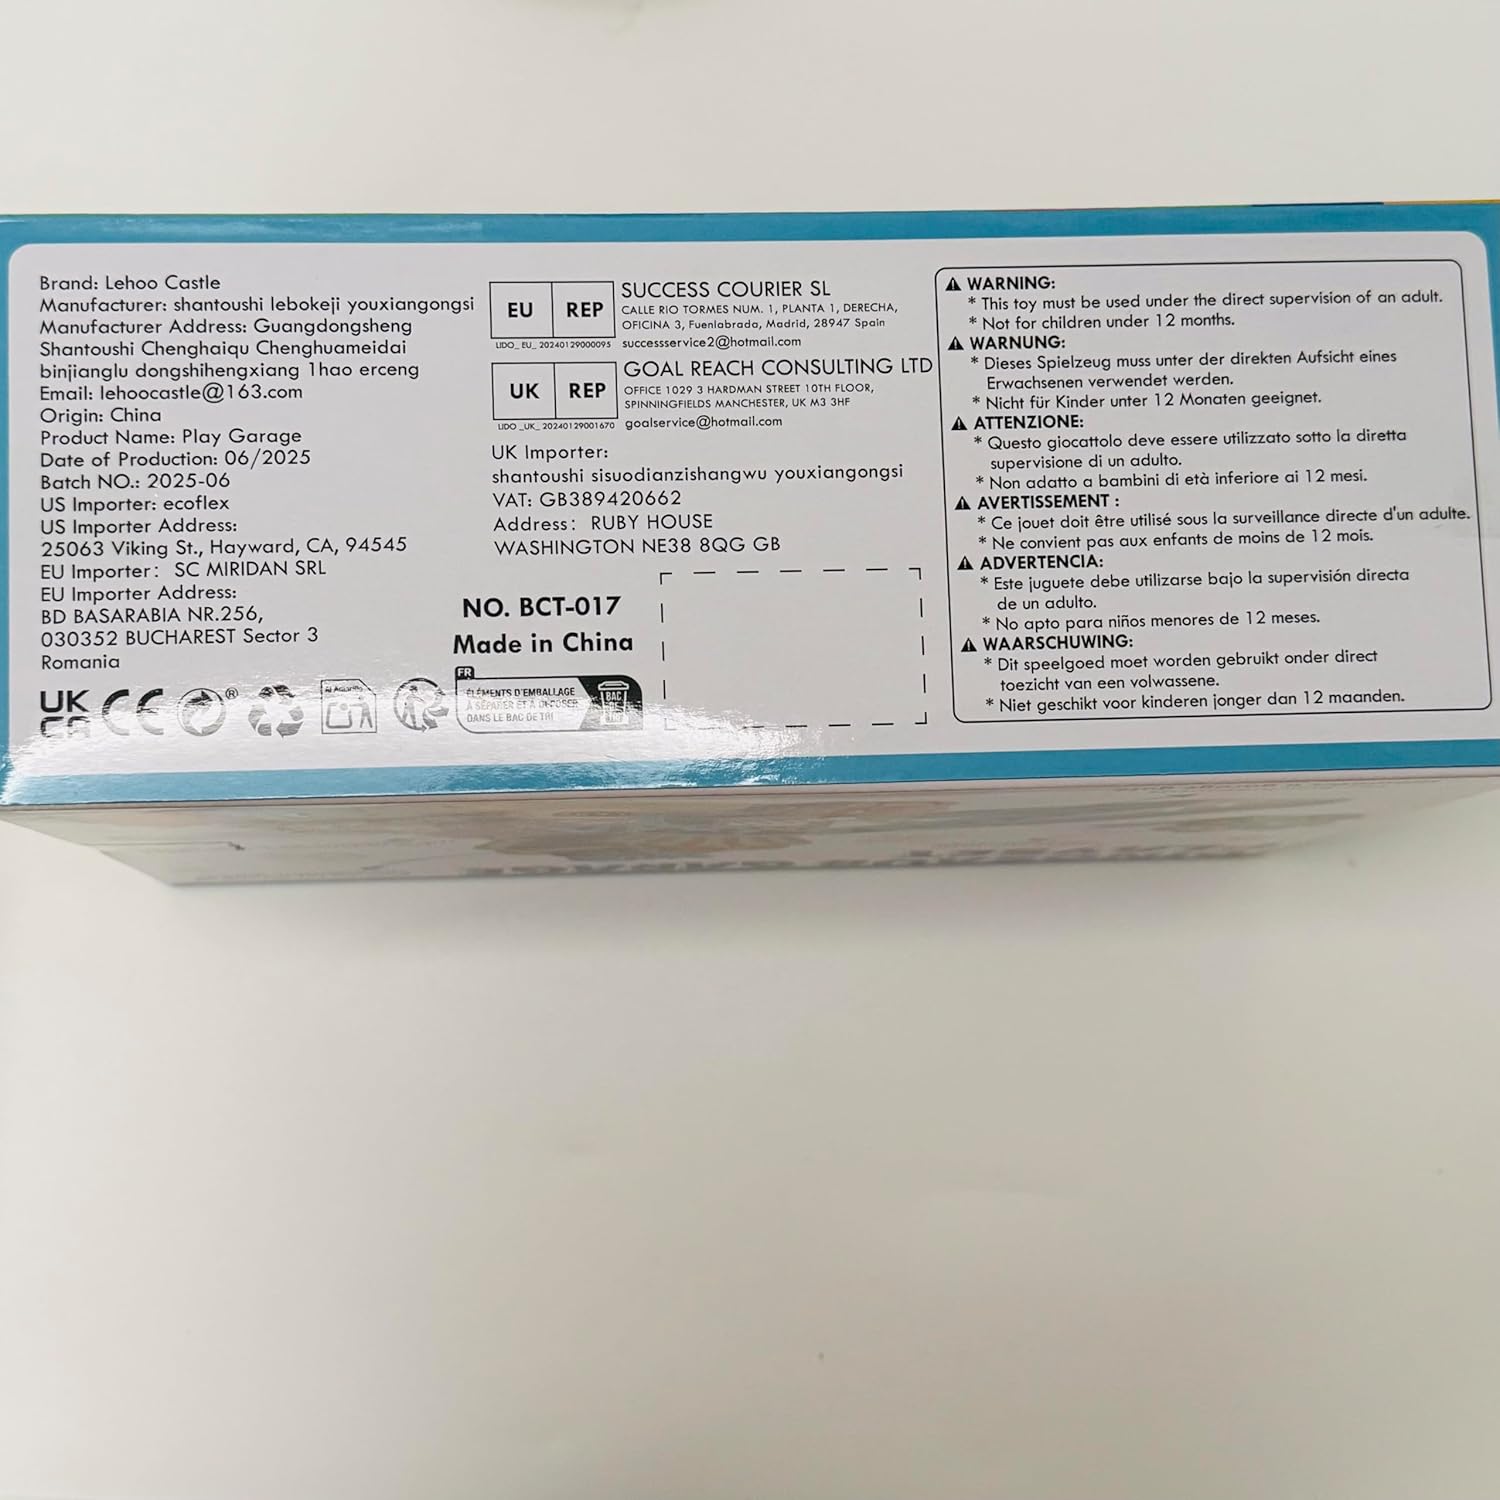 Brand: Lehoo Castle
Manufacturer: shantoushi lebokeji youxiangongsi
Manufacturer Address: Guangdongsheng
Shantoushi Chenghaiqu Chenghuameidai
binjianglu dongshihengxiang 1hao erceng
Email: lehoocastle@163.com
Origin: China
Product Name: Play Garage
Date of Production: 06/2025
Batch NO.: 2025-06
US Importer: ecoflex
US Importer Address:
25063 Viking St., Hayward, CA, 94545
EU Importer: SC MIRIDAN SRL
EU Importer Address:
BD BASARABIA NR.256,
030352 BUCHAREST Sector 3
Romania
UK
CA CE ®
EU REP
LIDO_EU_20240129000095
SUCCESS COURIER SL
CALLE RIO TORMES NUM. 1, PLANTA 1, DERECHA,
OFICINA 3, Fuenlabrada, Madrid, 28947 Spain
successservice2@hotmail.com
UK REP
LIDO_UK_20240129001670
GOAL REACH CONSULTING LTD
OFFICE 1029 3 HARDMAN STREET 10TH FLOOR,
SPINNINGFIELDS MANCHESTER, UK M3 3HF
goalservice@hotmail.com
UK Importer:
shantoushi sisuodianzishangwu youxiangongsi
VAT: GB389420662
Address: RUBY HOUSE
WASHINGTON NE38 8QG GB
NO. BCT-017
Made in China
FR
ÉLÉMENTS D'EMBALLAGE
À SÉPARER ET À DÉPOSER
DANS LE BAC DE TRI
BAC
WARNING:
* This toy must be used under the direct supervision of an adult.
* Not for children under 12 months.
WARNUNG:
* Dieses Spielzeug muss unter der direkten Aufsicht eines
Erwachsenen verwendet werden.
* Nicht für Kinder unter 12 Monaten geeignet.
ATTENZIONE:
* Questo giocattolo deve essere utilizzato sotto la diretta
supervisione di un adulto.
* Non adatto a bambini di età inferiore ai 12 mesi.
AVERTISSEMENT :
* Ce jouet doit être utilisé sous la surveillance directe d'un adulte.
* Ne convient pas aux enfants de moins de 12 mois.
ADVERTENCIA:
* Este juguete debe utilizarse bajo la supervisión directa
de un adulto.
* No apto para niños menores de 12 meses.
WAARSCHUWING:
* Dit speelgoed moet worden gebruikt onder direct
toezicht van een volwassene.
* Niet geschikt voor kinderen jonger dan 12 maanden.